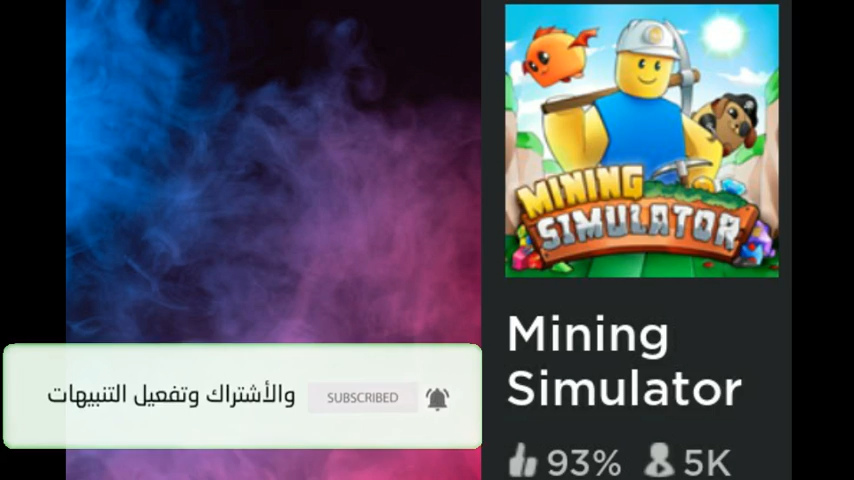 MINING
SIMULATOR
Mining
Simulator
93% 5K
والأشتراك وتفعيل التنبيهات
SUBSCRIBED